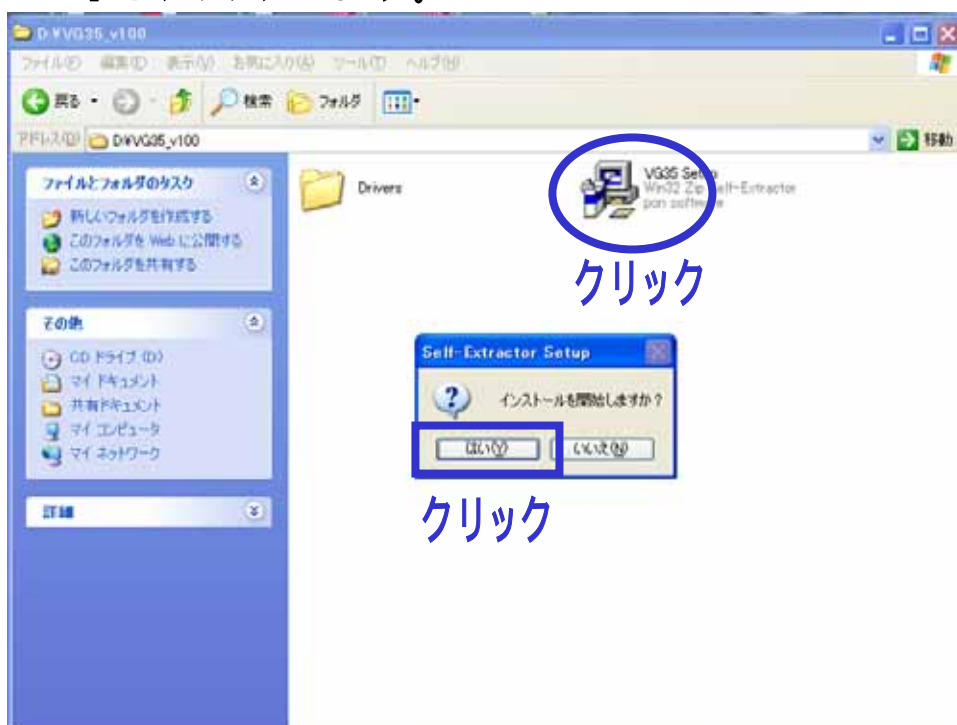 D:¥VG35_v100
ファイル(F) 編集(E) 表示(V) お気に入り(A) ツール(T) ヘルプ(H)
戻る 検索 フォルダ
アドレス(D) D:¥VG35_v100 移動
ファイルとフォルダのタスク
新しいフォルダを作成する
このフォルダを Web に公開する
このフォルダを共有する
その他
CD ドライブ (D:)
マイ ドキュメント
共有ドキュメント
マイ コンピュータ
マイ ネットワーク
詳細
Drivers
VG35 Setup
Win32 Zip Self-Extractor
pon software
クリック
Self-Extractor Setup
インストールを開始しますか?
はい(Y) いいえ(N)
クリック